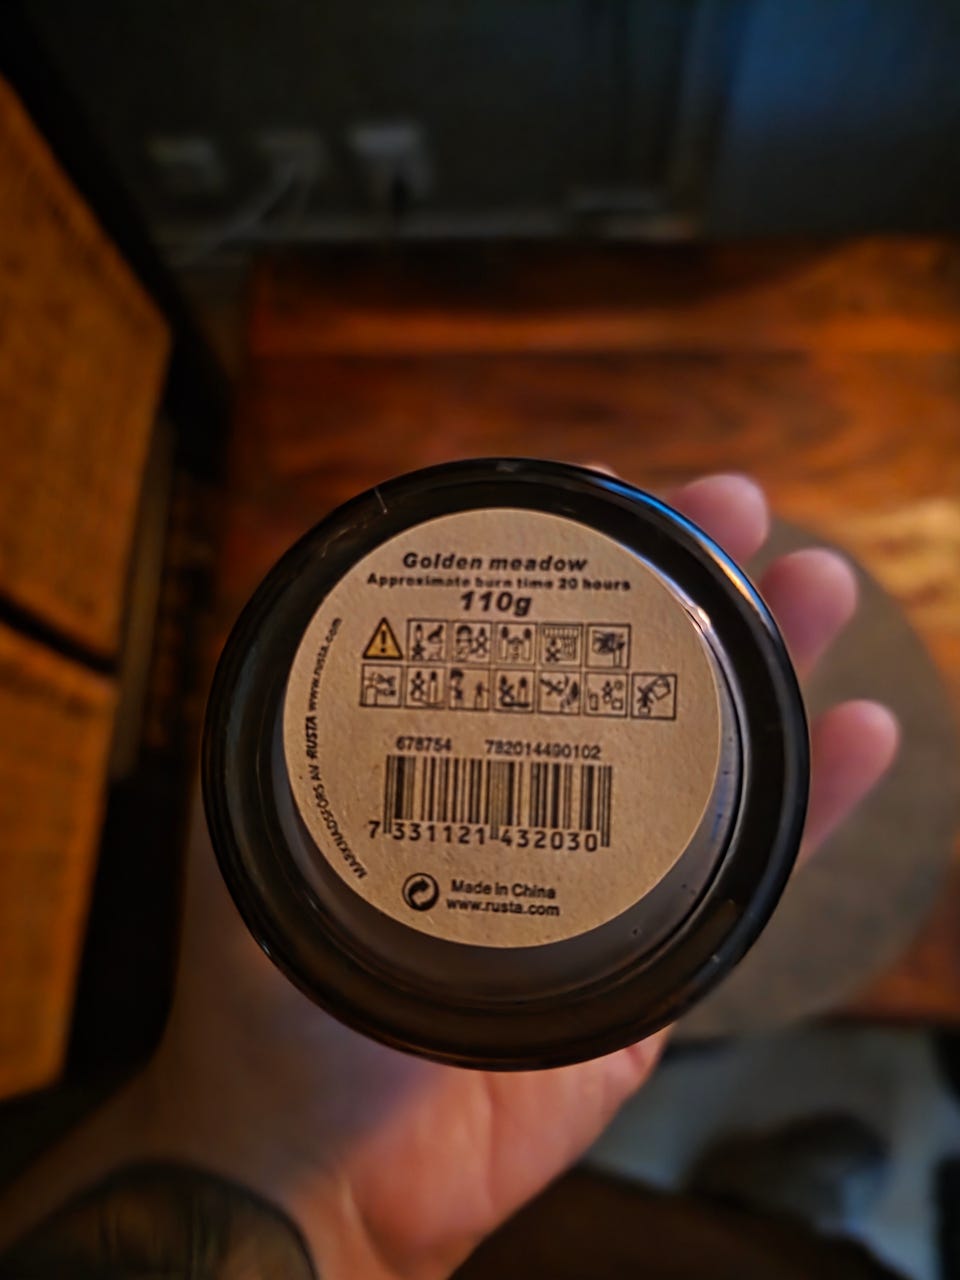 Golden meadow
Approximate burn time 20 hours
110g
678754 782014490102
7 331121 432030
Made in China
www.rusta.com
MARKNADSFÖRS AV RUSTA www.rusta.com